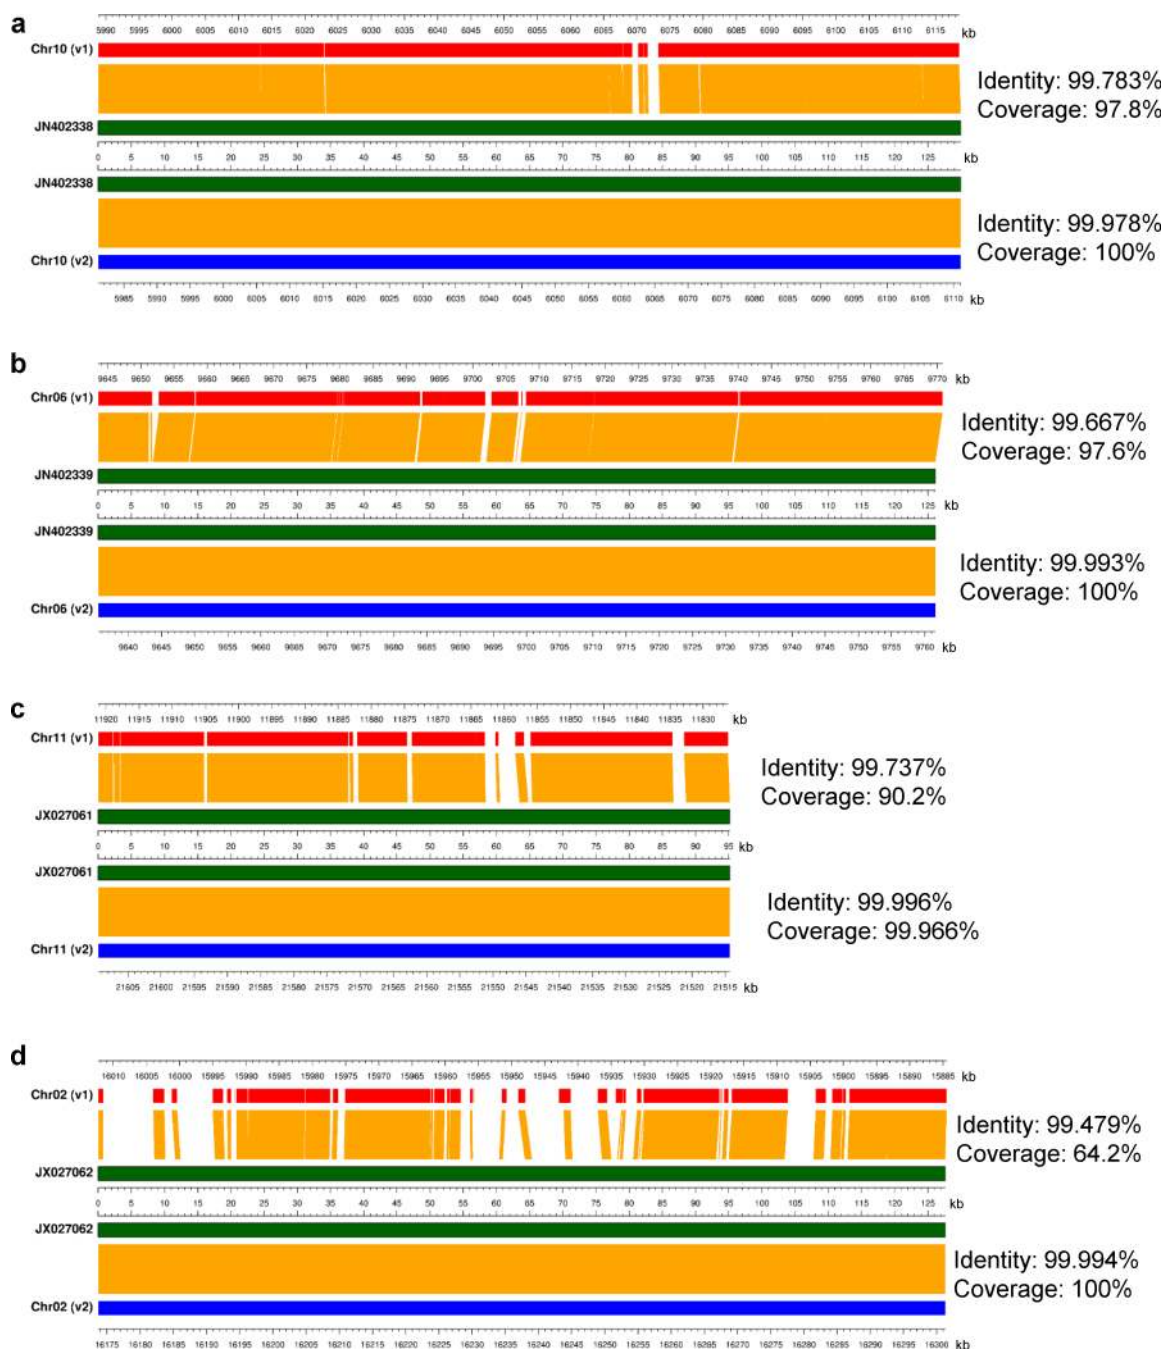 a
5990 5995 6000 6005 6010 6015 6020 6025 6030 6035 6040 6045 6050 6055 6060 6065 6070 6075 6080 6085 6090 6095 6100 6105 6110 6115
kb
Chr10 (v1)
Identity: 99.783%
Coverage: 97.8%
JN402338
0 5 10 15 20 25 30 35 40 45 50 55 60 65 70 75 80 85 90 95 100 105 110 115 120 125
kb
JN402338
Identity: 99.978%
Coverage: 100%
Chr10 (v2)
5985 5990 5995 6000 6005 6010 6015 6020 6025 6030 6035 6040 6045 6050 6055 6060 6065 6070 6075 6080 6085 6090 6095 6100 6105 6110
kb
b
9645 9650 9655 9660 9665 9670 9675 9680 9685 9690 9695 9700 9705 9710 9715 9720 9725 9730 9735 9740 9745 9750 9755 9760 9765 9770
kb
Chr06 (v1)
Identity: 99.667%
Coverage: 97.6%
JN402339
0 5 10 15 20 25 30 35 40 45 50 55 60 65 70 75 80 85 90 95 100 105 110 115 120 125
kb
JN402339
Identity: 99.993%
Coverage: 100%
Chr06 (v2)
9640 9645 9650 9655 9660 9665 9670 9675 9680 9685 9690 9695 9700 9705 9710 9715 9720 9725 9730 9735 9740 9745 9750 9755 9760
kb
c
11920 11915 11910 11905 11900 11895 11890 11885 11880 11875 11870 11865 11860 11855 11850 11845 11840 11835 11830
kb
Chr11 (v1)
Identity: 99.737%
Coverage: 90.2%
JX027061
0 5 10 15 20 25 30 35 40 45 50 55 60 65 70 75 80 85 90 95
kb
JX027061
Identity: 99.996%
Coverage: 99.966%
Chr11 (v2)
21605 21600 21595 21590 21585 21580 21575 21570 21565 21560 21555 21550 21545 21540 21535 21530 21525 21520 21515
kb
d
16010 16005 16000 15995 15990 15985 15980 15975 15970 15965 15960 15955 15950 15945 15940 15935 15930 15925 15920 15915 15910 15905 15900 15895 15890 15885
kb
Chr02 (v1)
Identity: 99.479%
Coverage: 64.2%
JX027062
0 5 10 15 20 25 30 35 40 45 50 55 60 65 70 75 80 85 90 95 100 105 110 115 120 125
kb
JX027062
Identity: 99.994%
Coverage: 100%
Chr02 (v2)
16175 16180 16185 16190 16195 16200 16205 16210 16215 16220 16225 16230 16235 16240 16245 16250 16255 16260 16265 16270 16275 16280 16285 16290 16295 16300
kb